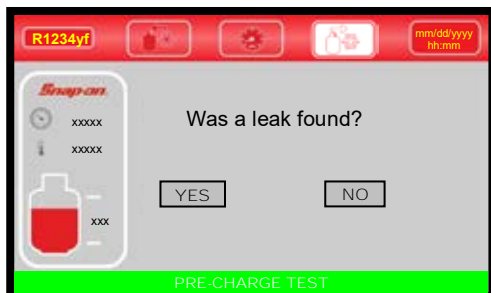 R1234yf
mm/dd/yyyy
hh:mm
Snap-on
xxxxx
xxxxx
xxx
Was a leak found?
YES NO
PRE-CHARGE TEST